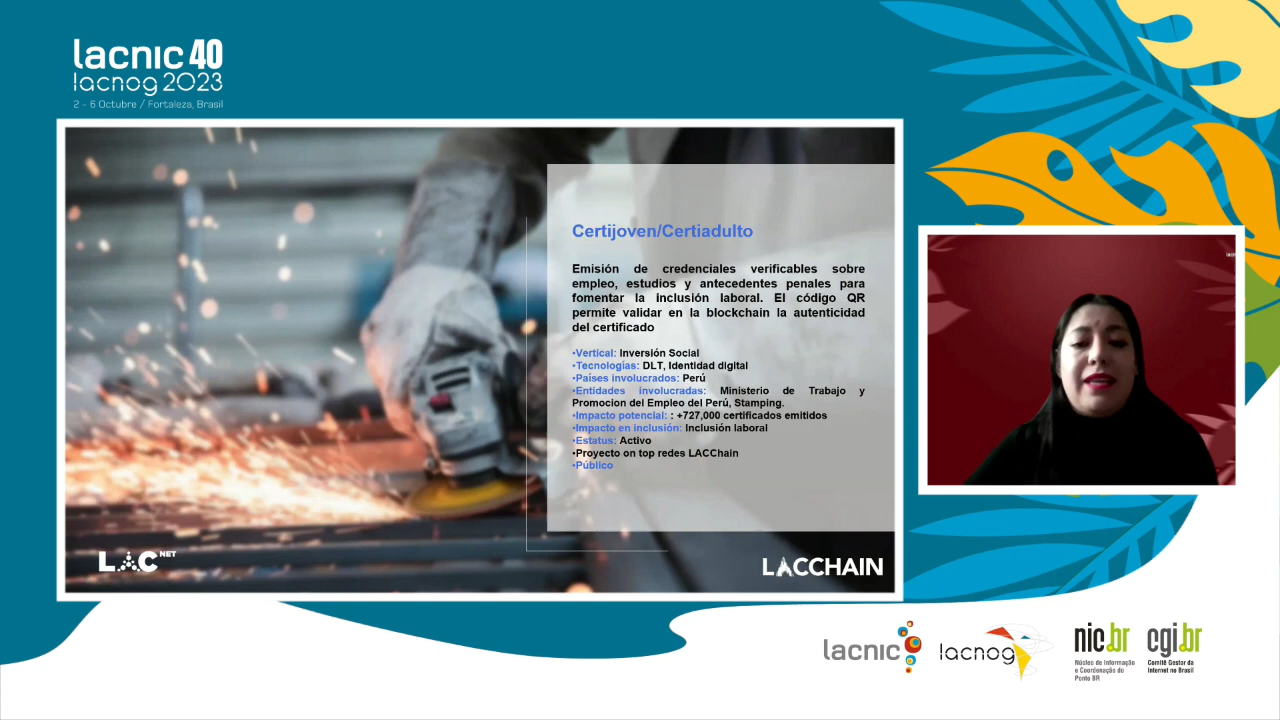 lacnic 40
lacnog 2023
2 - 6 Octubre / Fortaleza, Brasil
Certijoven/Certiadulto
Emisión de credenciales verificables sobre
empleo, estudios y antecedentes penales para
fomentar la inclusión laboral. El código QR
permite validar en la blockchain la autenticidad
del certificado
•Vertical: Inversión Social
•Tecnologías: DLT, Identidad digital
•Países involucrados: Perú
•Entidades involucradas: Ministerio de Trabajo y
Promocion del Empleo del Perú, Stamping.
•Impacto potencial: : +727,000 certificados emitidos
•Impacto en inclusión: Inclusión laboral
•Estatus: Activo
•Proyecto on top redes LACChain
•Público
LAC NET
LACCHAIN
lacnic
lacnog
nic.br
Núcleo de Informação
e Coordenação do
Ponto BR
cgi.br
Comitê Gestor da
Internet no Brasil